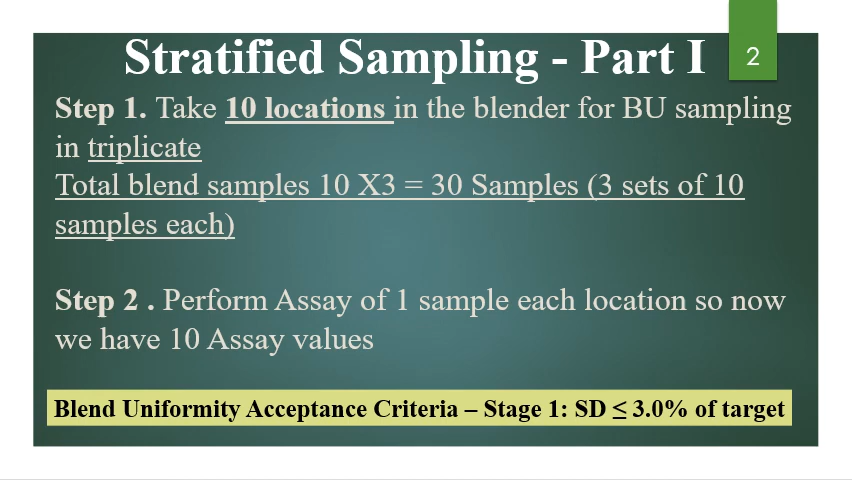 Stratified Sampling - Part I
2
Step 1. Take 10 locations in the blender for BU sampling
in triplicate
Total blend samples 10 X3 = 30 Samples (3 sets of 10
samples each)
Step 2 . Perform Assay of 1 sample each location so now
we have 10 Assay values
Blend Uniformity Acceptance Criteria – Stage 1: SD ≤ 3.0% of target